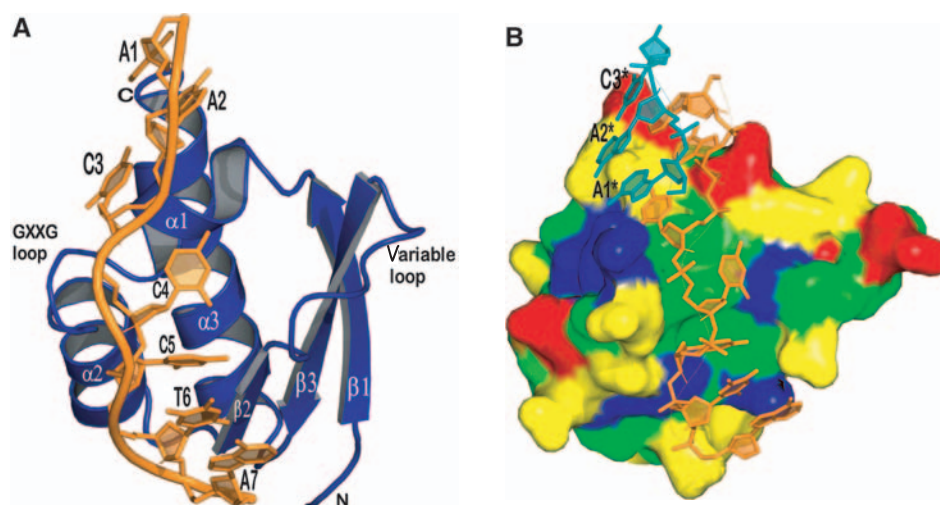 A
A1
C
A2
C3
α1
GXXG
loop
Variable
loop
C4
α3
C5
α2
T6
β2
β3
β1
A7
N
B
C3*
A2*
A1*